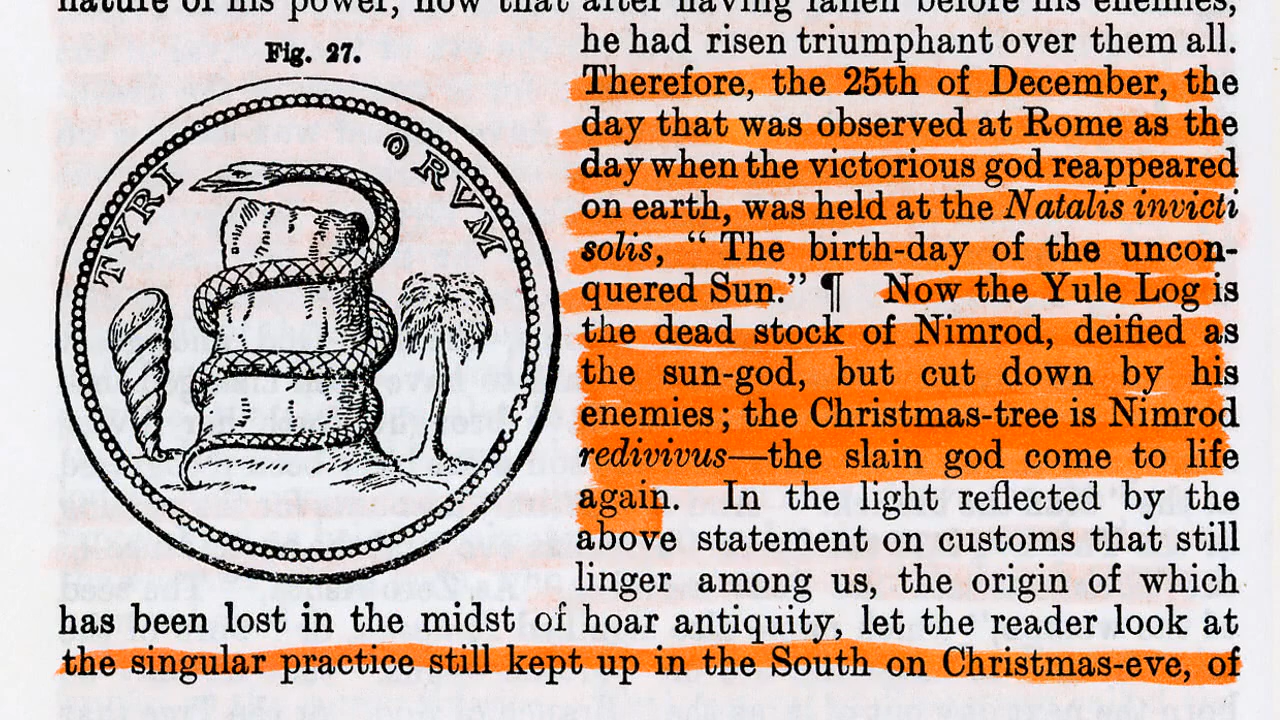 nature of his power, now that after having fallen before his enemies,
he had risen triumphant over them all.
Fig. 27.
TYRI ORVM
Therefore, the 25th of December, the
day that was observed at Rome as the
day when the victorious god reappeared
on earth, was held at the Natalis invicti
solis, “ The birth-day of the uncon-
quered Sun.” ¶ Now the Yule Log is
the dead stock of Nimrod, deified as
the sun-god, but cut down by his
enemies; the Christmas-tree is Nimrod
redivivus—the slain god come to life
again. In the light reflected by the
above statement on customs that still
linger among us, the origin of which
has been lost in the midst of hoar antiquity, let the reader look at
the singular practice still kept up in the South on Christmas-eve, of